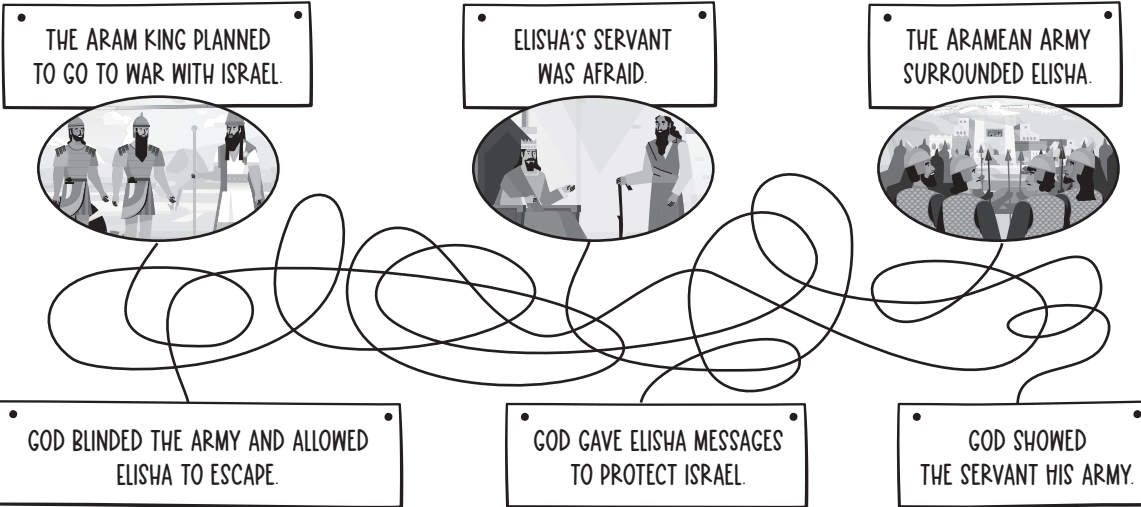 THE ARAM KING PLANNED
TO GO TO WAR WITH ISRAEL.
ELISHA'S SERVANT
WAS AFRAID.
THE ARAMEAN ARMY
SURROUNDED ELISHA.
GOD BLINDED THE ARMY AND ALLOWED
ELISHA TO ESCAPE.
GOD GAVE ELISHA MESSAGES
TO PROTECT ISRAEL.
GOD SHOWED
THE SERVANT HIS ARMY.